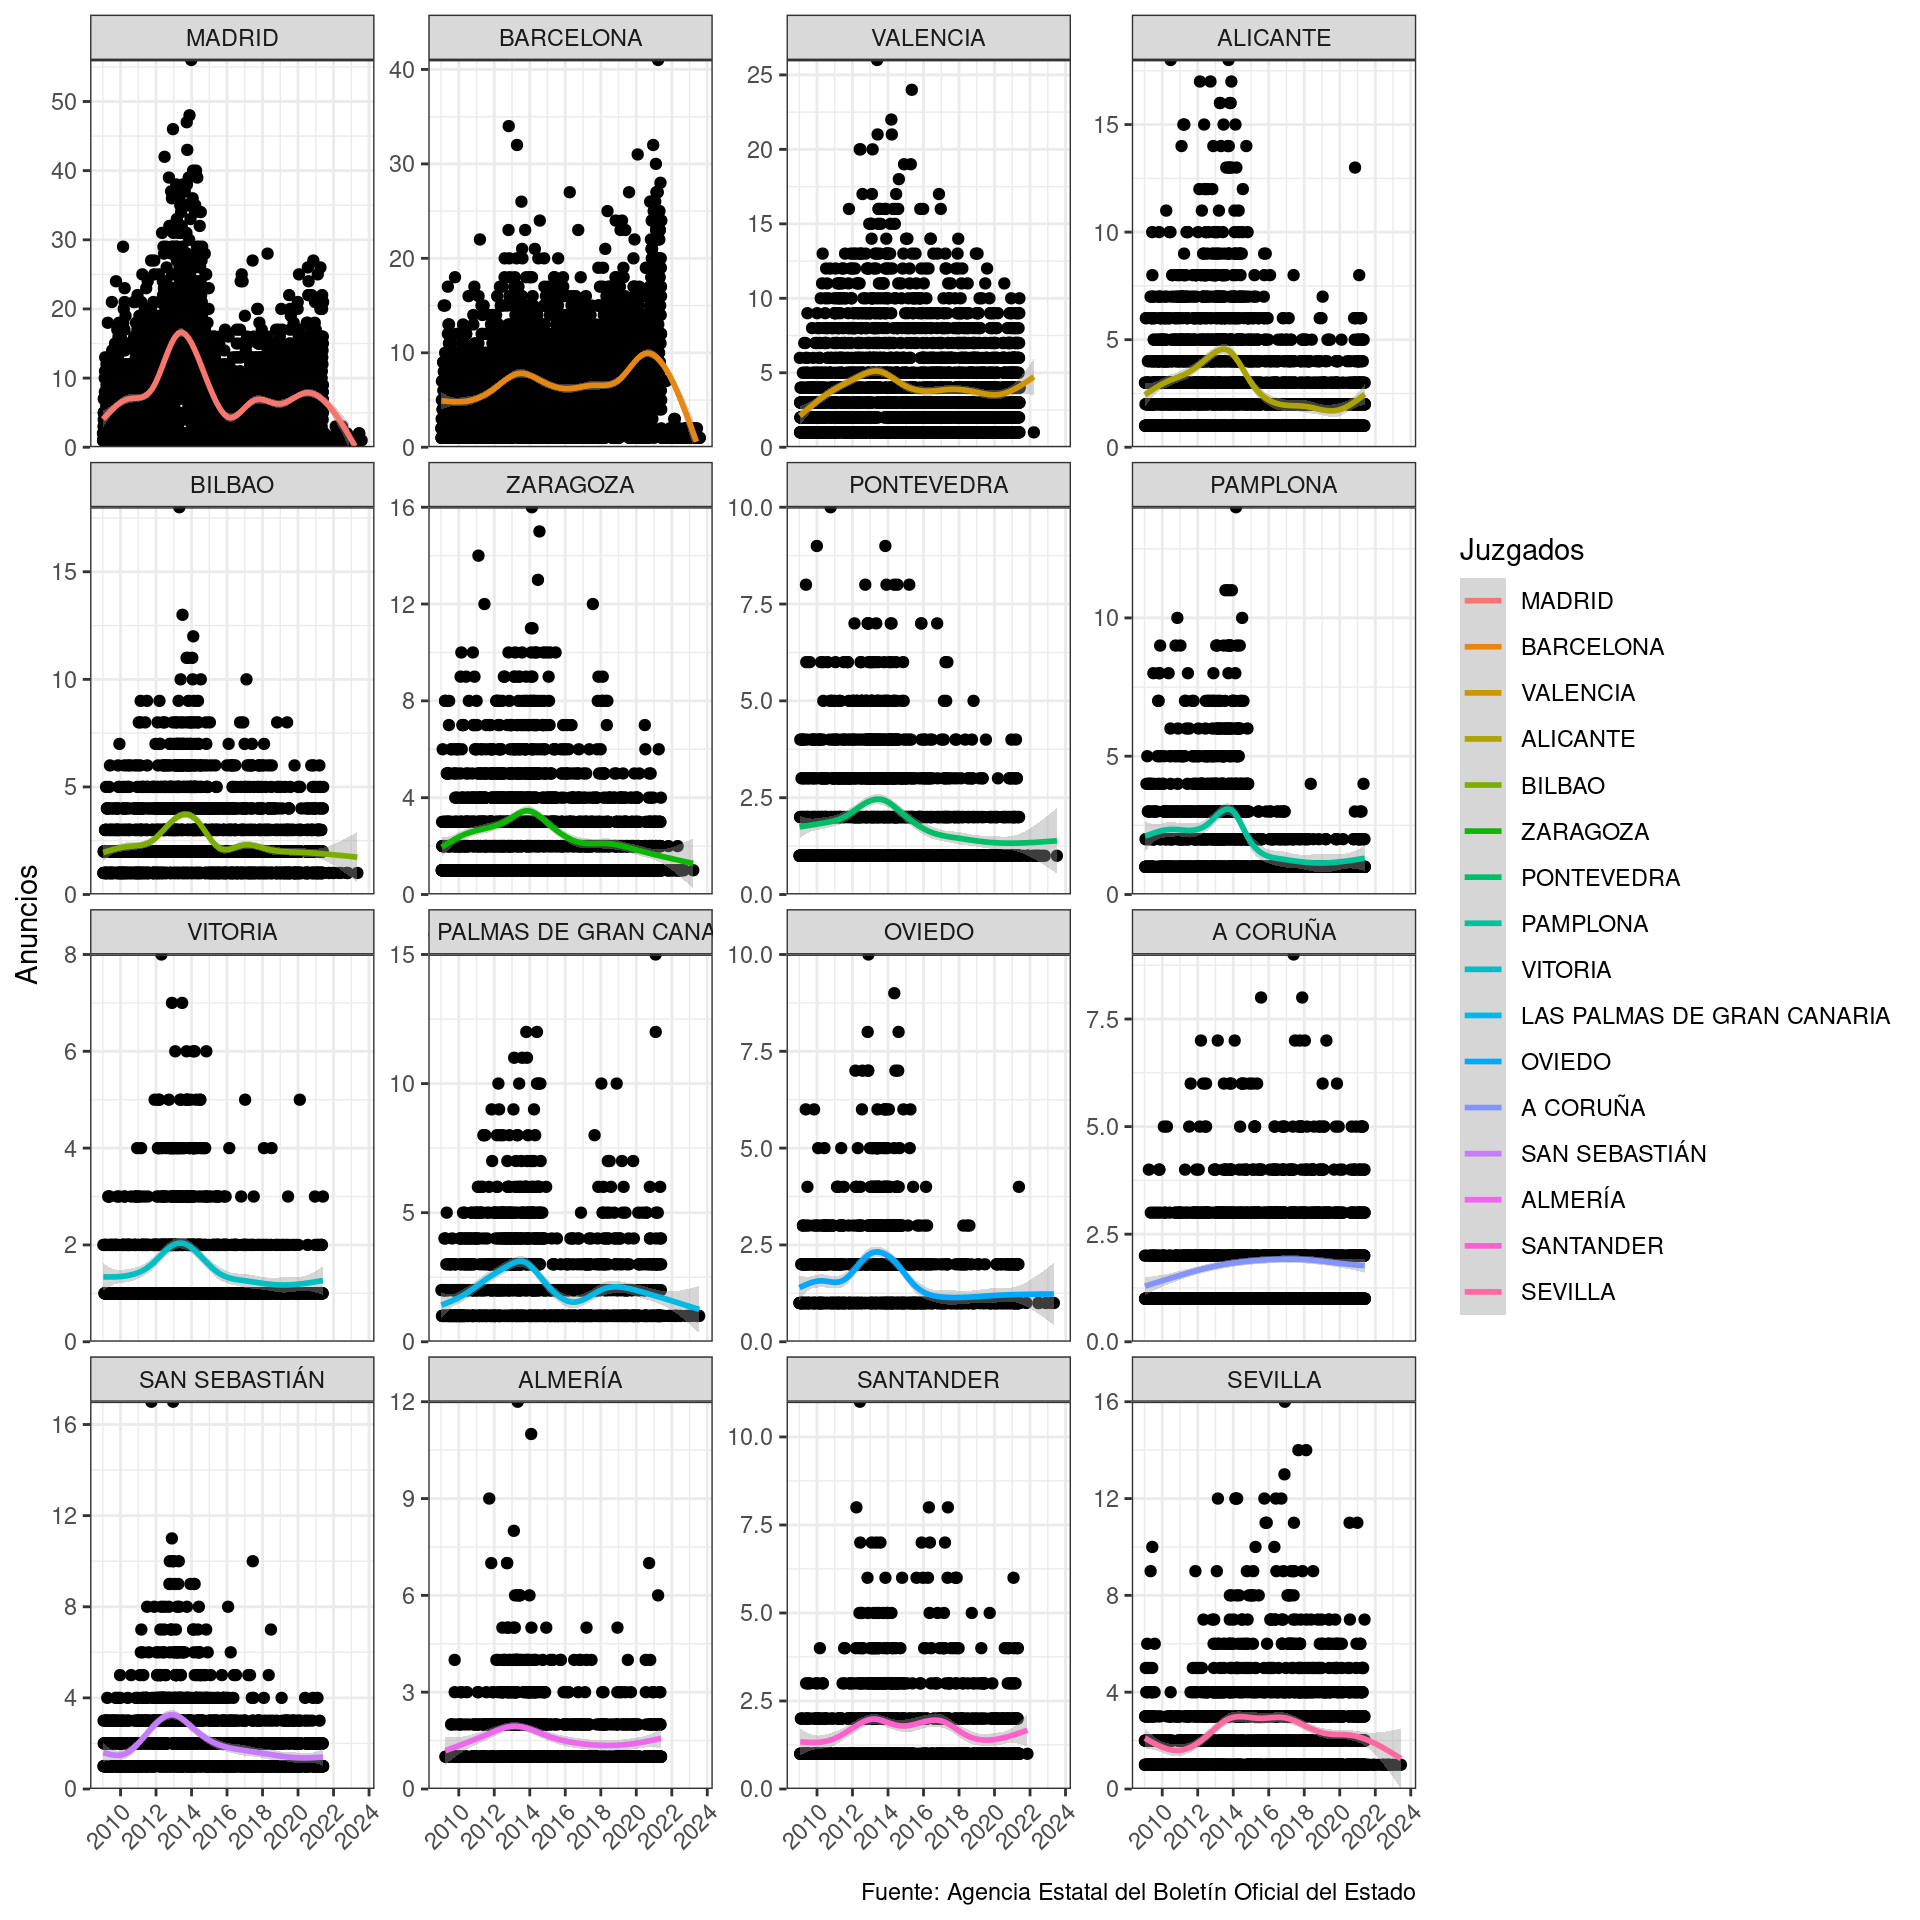 MADRID
BARCELONA
VALENCIA
ALICANTE
50
40
30
20
10
0
40
30
20
10
0
25
20
15
10
5
0
15
10
5
0
BILBAO
ZARAGOZA
PONTEVEDRA
PAMPLONA
15
10
5
0
16
12
8
4
0
10.0
7.5
5.0
2.5
0.0
10
5
0
VITORIA
PALMAS DE GRAN CANA
OVIEDO
A CORUÑA
8
6
4
2
0
15
10
5
0
10.0
7.5
5.0
2.5
0.0
7.5
5.0
2.5
0.0
SAN SEBASTIÁN
ALMERÍA
SANTANDER
SEVILLA
16
12
8
4
0
12
9
6
3
0
10.0
7.5
5.0
2.5
0.0
16
12
8
4
0
2010 2012 2014 2016 2018 2020 2022 2024
2010 2012 2014 2016 2018 2020 2022 2024
2010 2012 2014 2016 2018 2020 2022 2024
2010 2012 2014 2016 2018 2020 2022 2024
Anuncios
Juzgados
MADRID
BARCELONA
VALENCIA
ALICANTE
BILBAO
ZARAGOZA
PONTEVEDRA
PAMPLONA
VITORIA
LAS PALMAS DE GRAN CANARIA
OVIEDO
A CORUÑA
SAN SEBASTIÁN
ALMERÍA
SANTANDER
SEVILLA
Fuente: Agencia Estatal del Boletín Oficial del Estado